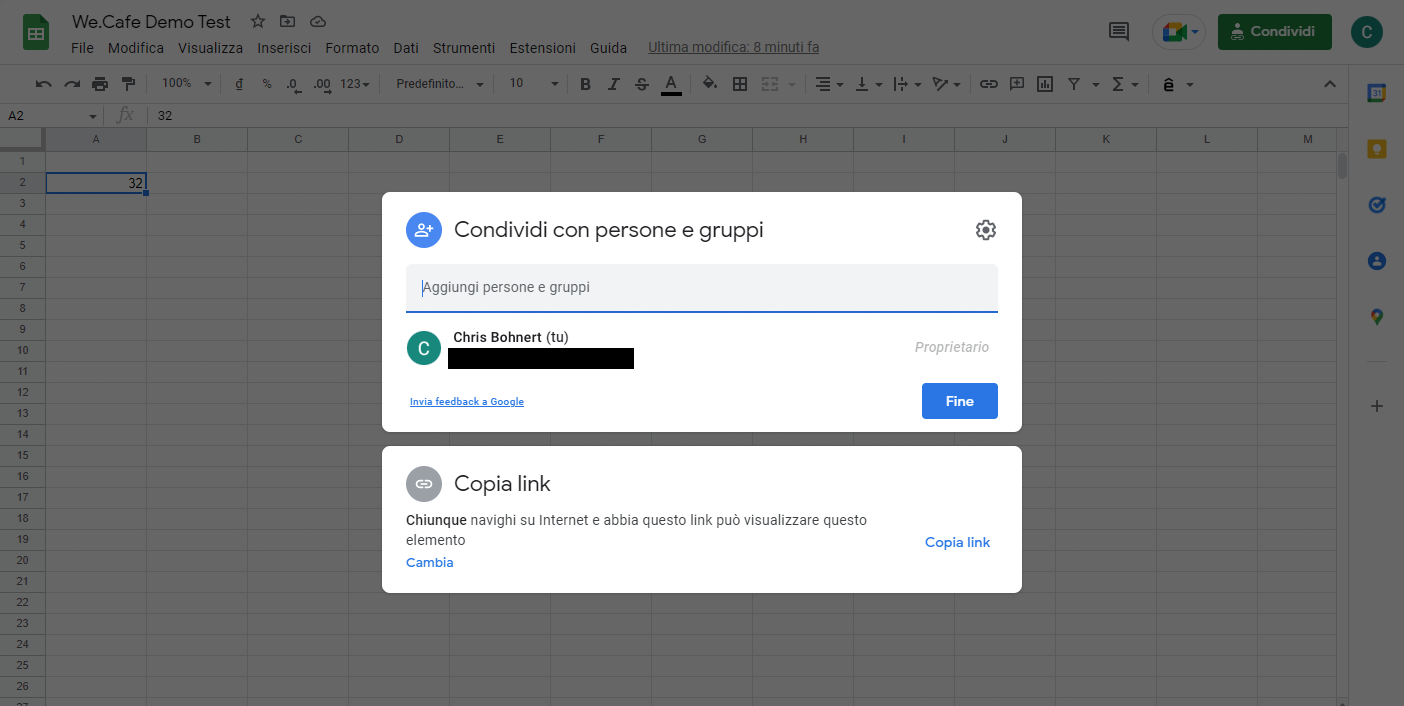 We.Cafe Demo Test
File Modifica Visualizza Inserisci Formato Dati Strumenti Estensioni Guida Ultima modifica: 8 minuti fa
Condividi
C
100% đ % .0 .00 123 Predefinito... 10 B I S A
A2 fx 32
A B C D E F G H I J K L M
1
2 32
3
4
5
6
7
8
9
10
11
12
13
14
15
16
17
18
19
20
21
22
23
24
25
26
27
31
Condividi con persone e gruppi
Aggiungi persone e gruppi
C
Chris Bohnert (tu)
Proprietario
Invia feedback a Google
Fine
Copia link
Chiunque navighi su Internet e abbia questo link può visualizzare questo
elemento
Copia link
Cambia